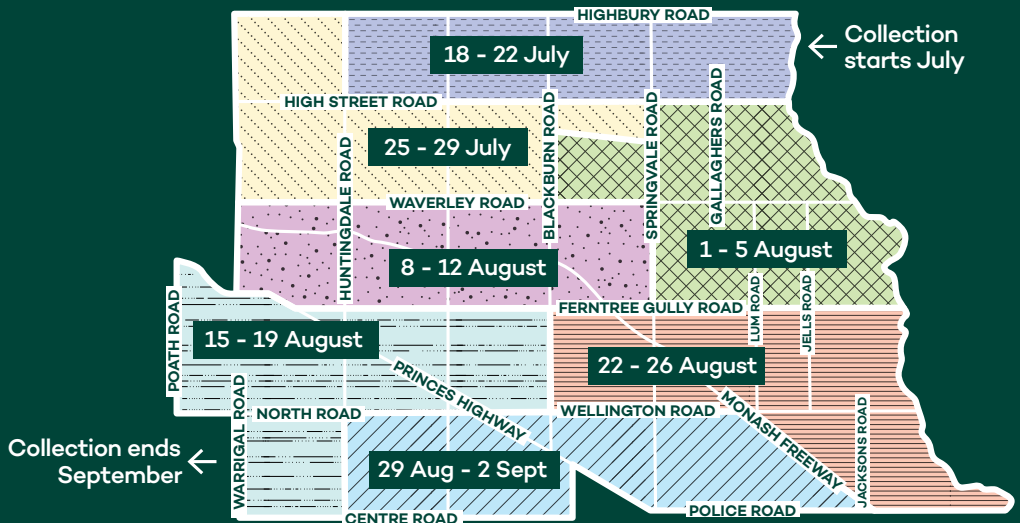 HIGHBURY ROAD
18 - 22 July
Collection
starts July
HIGH STREET ROAD
25 - 29 July
HUNTINGDALE ROAD
BLACKBURN ROAD
SPRINGVALE ROAD
GALLAGHERS ROAD
WAVERLEY ROAD
8 - 12 August
1 - 5 August
FERNTREE GULLY ROAD
LUM ROAD
JELLS ROAD
POATH ROAD
15 - 19 August
22 - 26 August
PRINCES HIGHWAY
MONASH FREEWAY
NORTH ROAD
WELLINGTON ROAD
WARRIGAL ROAD
JACKSONS ROAD
Collection ends
September
29 Aug - 2 Sept
CENTRE ROAD
POLICE ROAD